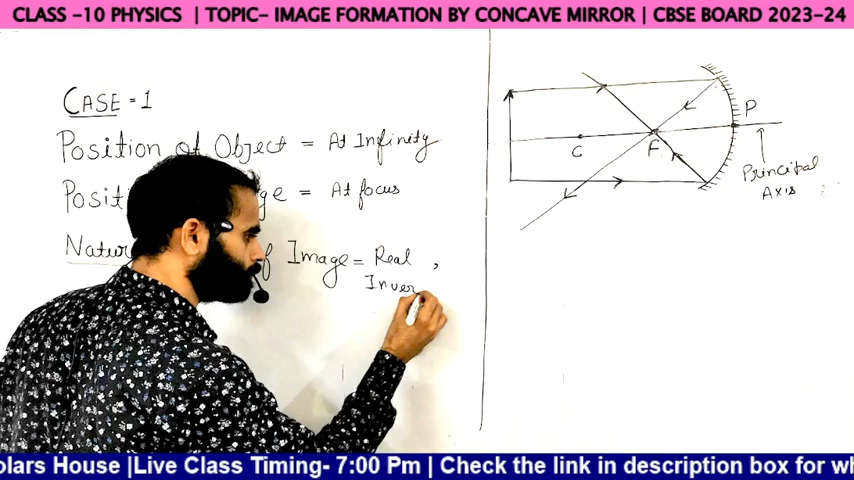 CLASS -10 PHYSICS | TOPIC- IMAGE FORMATION BY CONCAVE MIRROR | CBSE BOARD 2023-24
CASE - 1
Position of Object = At Infinity
Positi ge = At focus
Natur of Image = Real ,
Inver
P
C F
Principal
Axis
olars House |Live Class Timing- 7:00 Pm | Check the link in description box for wh